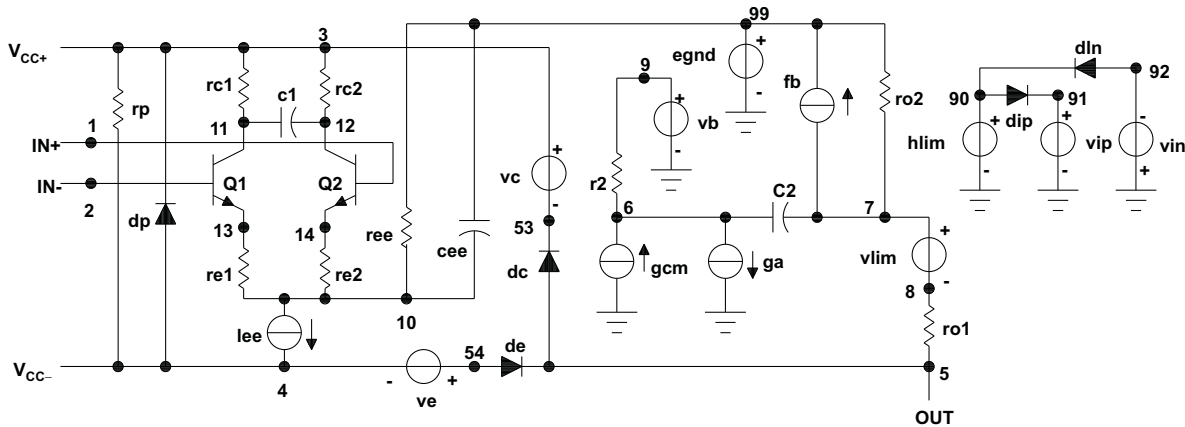 99
VCC+
3
egnd
+
-
fb
dln
92
9
rc1
rc2
c1
rp
ro2
90
91
dip
1
11
12
vb
+
-
hlim
+
-
vip
+
-
vin
-
+
IN+
IN-
2
Q1
Q2
vc
+
-
r2
dp
C2
6
7
13
14
ree
cee
53
dc
gcm
ga
vlim
+
-
re1
re2
8
10
Iee
ro1
VCC–
4
54
de
5
-
ve
+
OUT